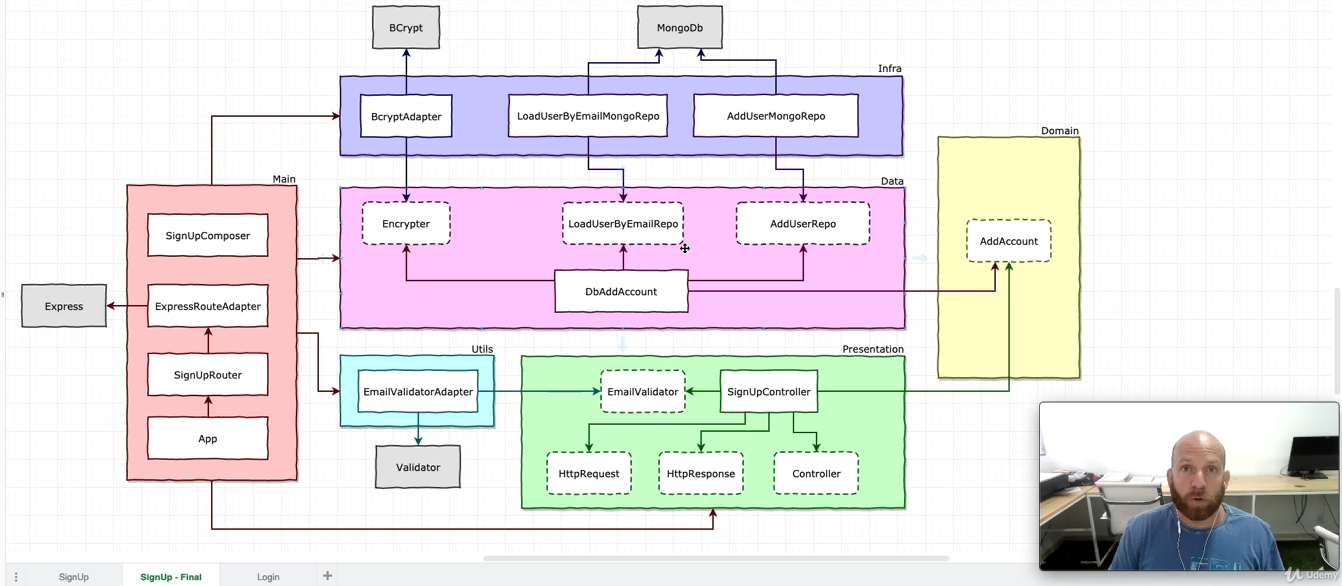 BCrypt
MongoDb
Infra
BcryptAdapter
LoadUserByEmailMongoRepo
AddUserMongoRepo
Domain
Main
Data
SignUpComposer
Encrypter
LoadUserByEmailRepo
AddUserRepo
AddAccount
DbAddAccount
Express
ExpressRouteAdapter
Utils
Presentation
SignUpRouter
EmailValidatorAdapter
EmailValidator
SignUpController
App
Validator
HttpRequest
HttpResponse
Controller
SignUp
SignUp - Final
Login
Udemy